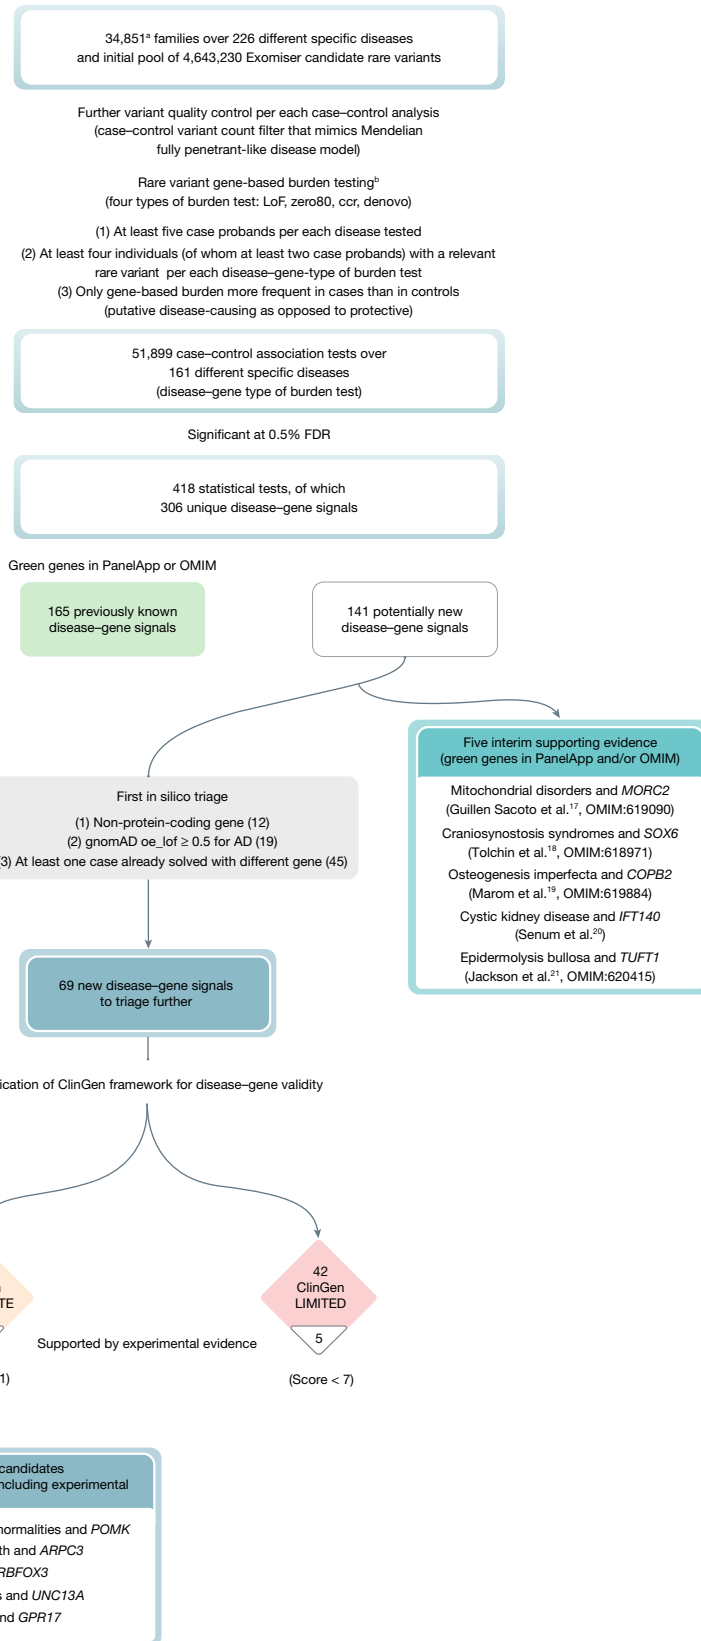 34,851ᵃ families over 226 different specific diseases
and initial pool of 4,643,230 Exomiser candidate rare variants
Further variant quality control per each case–control analysis
(case–control variant count filter that mimics Mendelian
fully penetrant-like disease model)
Rare variant gene-based burden testingᵇ
(four types of burden test: LoF, zero80, ccr, denovo)
(1) At least five case probands per each disease tested
(2) At least four individuals (of whom at least two case probands) with a relevant
rare variant per each disease–gene-type of burden test
(3) Only gene-based burden more frequent in cases than in controls
(putative disease-causing as opposed to protective)
51,899 case–control association tests over
161 different specific diseases
(disease–gene type of burden test)
Significant at 0.5% FDR
418 statistical tests, of which
306 unique disease–gene signals
Green genes in PanelApp or OMIM
165 previously known
disease–gene signals
141 potentially new
disease–gene signals
Five interim supporting evidence
(green genes in PanelApp and/or OMIM)
Mitochondrial disorders and MORC2
(Guillen Sacoto et al.¹⁷, OMIM:619090)
Craniosynostosis syndromes and SOX6
(Tolchin et al.¹⁸, OMIM:618971)
Osteogenesis imperfecta and COPB2
(Marom et al.¹⁹, OMIM:619884)
Cystic kidney disease and IFT140
(Senum et al.²⁰)
Epidermolysis bullosa and TUFT1
(Jackson et al.²¹, OMIM:620415)
First in silico triage
(1) Non-protein-coding gene (12)
(2) gnomAD oe_lof ≥ 0.5 for AD (19)
(3) At least one case already solved with different gene (45)
69 new disease–gene signals
to triage further
ication of ClinGen framework for disease–gene validity
TE
42
ClinGen
LIMITED
5
Supported by experimental evidence
1)
(Score < 7)
candidates
including experimental
normalities and POMK
th and ARPC3
RBFOX3
s and UNC13A
nd GPR17